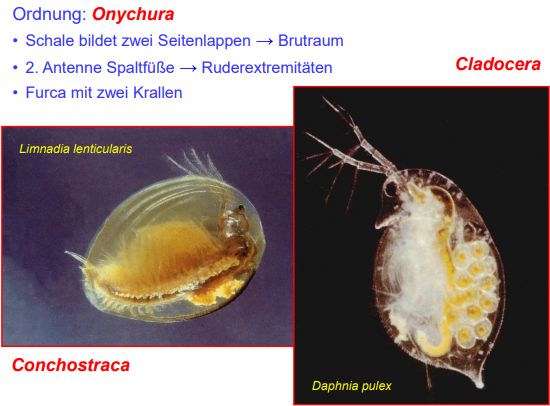 Ordnung: Onychura
• Schale bildet zwei Seitenlappen → Brutraum
• 2. Antenne Spaltfüße → Ruderextremitäten
• Furca mit zwei Krallen
Cladocera
Limnadia lenticularis
Conchostraca
Daphnia pulex